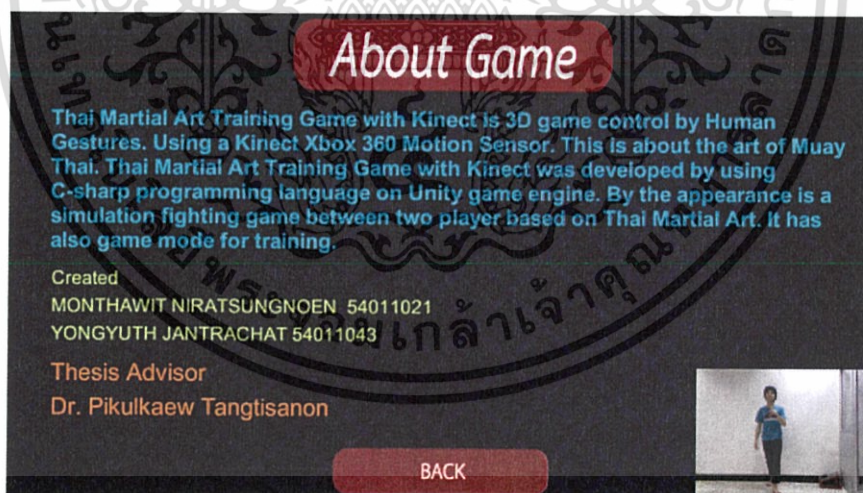 About Game
Thai Martial Art Training Game with Kinect is 3D game control by Human
Gestures. Using a Kinect Xbox 360 Motion Sensor. This is about the art of Muay
Thai. Thai Martial Art Training Game with Kinect was developed by using
C-sharp programming language on Unity game engine. By the appearance is a
simulation fighting game between two player based on Thai Martial Art. It has
also game mode for training.
Created
MONTHAWIT NIRATSUNGNOEN 54011021
YONGYUTH JANTRACHAT 54011043
Thesis Advisor
Dr. Pikulkaew Tangtisanon
BACK